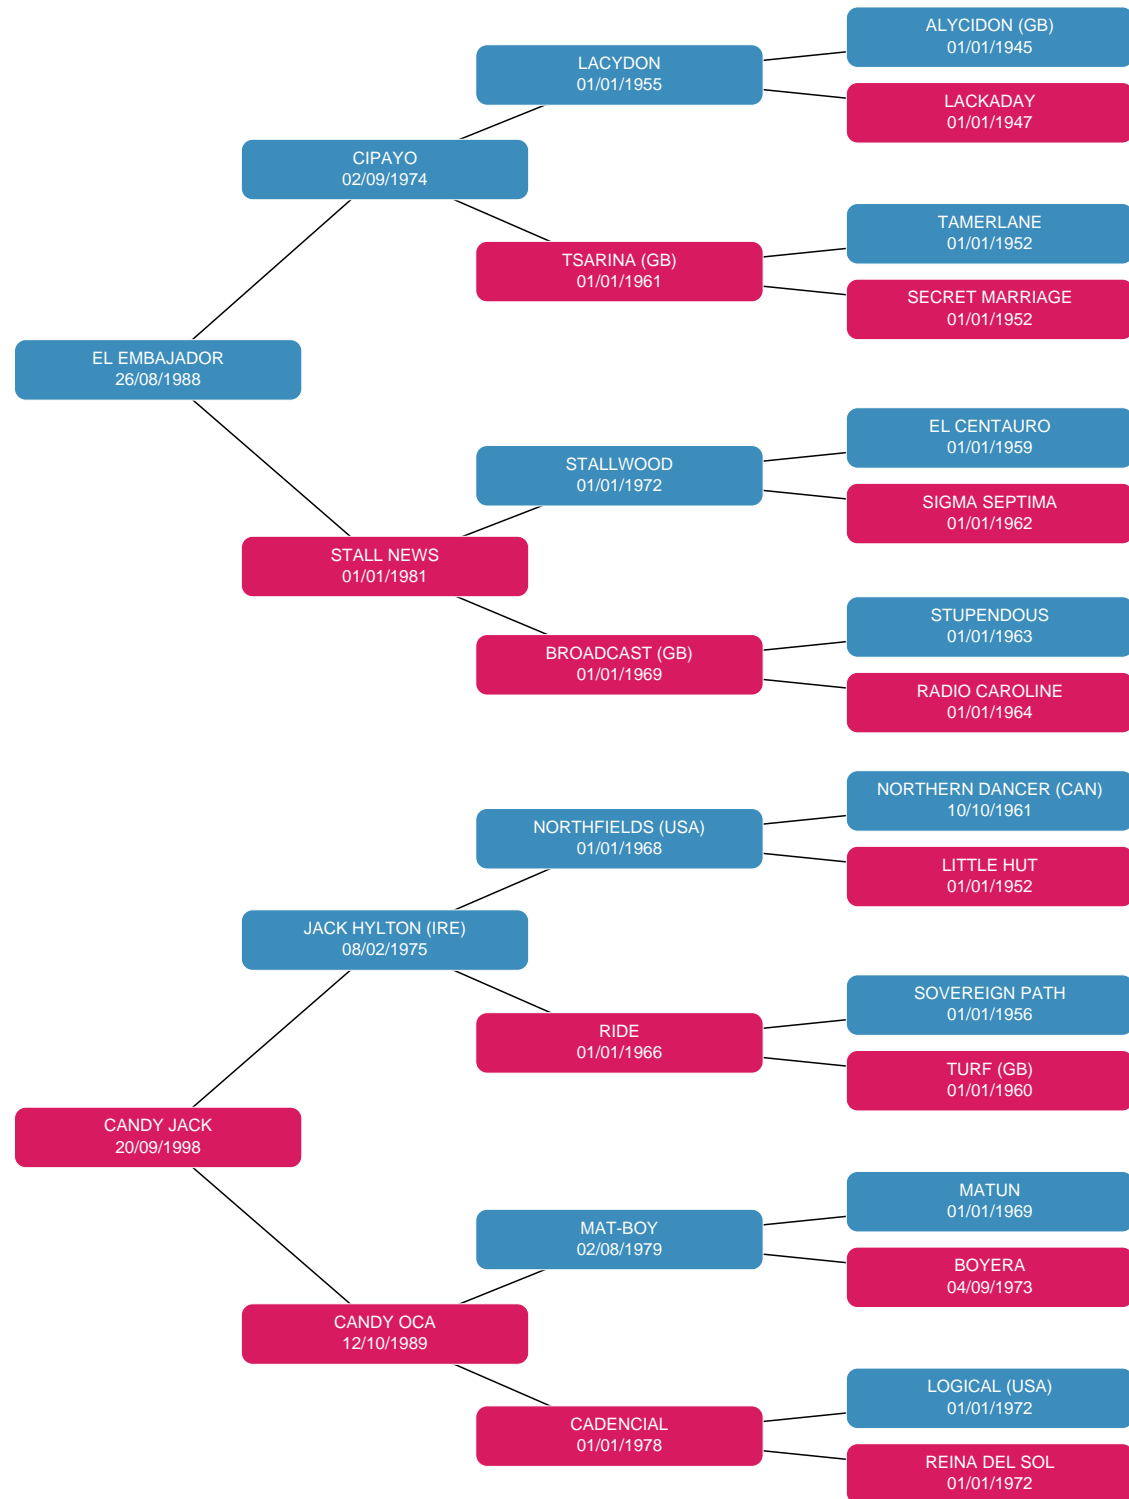 ALYCIDON (GB)
01/01/1945
LACYDON
01/01/1955
LACKADAY
01/01/1947
CIPAYO
02/09/1974
TAMERLANE
01/01/1952
TSARINA (GB)
01/01/1961
SECRET MARRIAGE
01/01/1952
EL EMBAJADOR
26/08/1988
EL CENTAURO
01/01/1959
STALLWOOD
01/01/1972
SIGMA SEPTIMA
01/01/1962
STALL NEWS
01/01/1981
STUPENDOUS
01/01/1963
BROADCAST (GB)
01/01/1969
RADIO CAROLINE
01/01/1964
NORTHERN DANCER (CAN)
10/10/1961
NORTHFIELDS (USA)
01/01/1968
LITTLE HUT
01/01/1952
JACK HYLTON (IRE)
08/02/1975
SOVEREIGN PATH
01/01/1956
RIDE
01/01/1966
TURF (GB)
01/01/1960
CANDY JACK
20/09/1998
MATUN
01/01/1969
MAT-BOY
02/08/1979
BOYERA
04/09/1973
CANDY OCA
12/10/1989
LOGICAL (USA)
01/01/1972
CADENCIAL
01/01/1978
REINA DEL SOL
01/01/1972